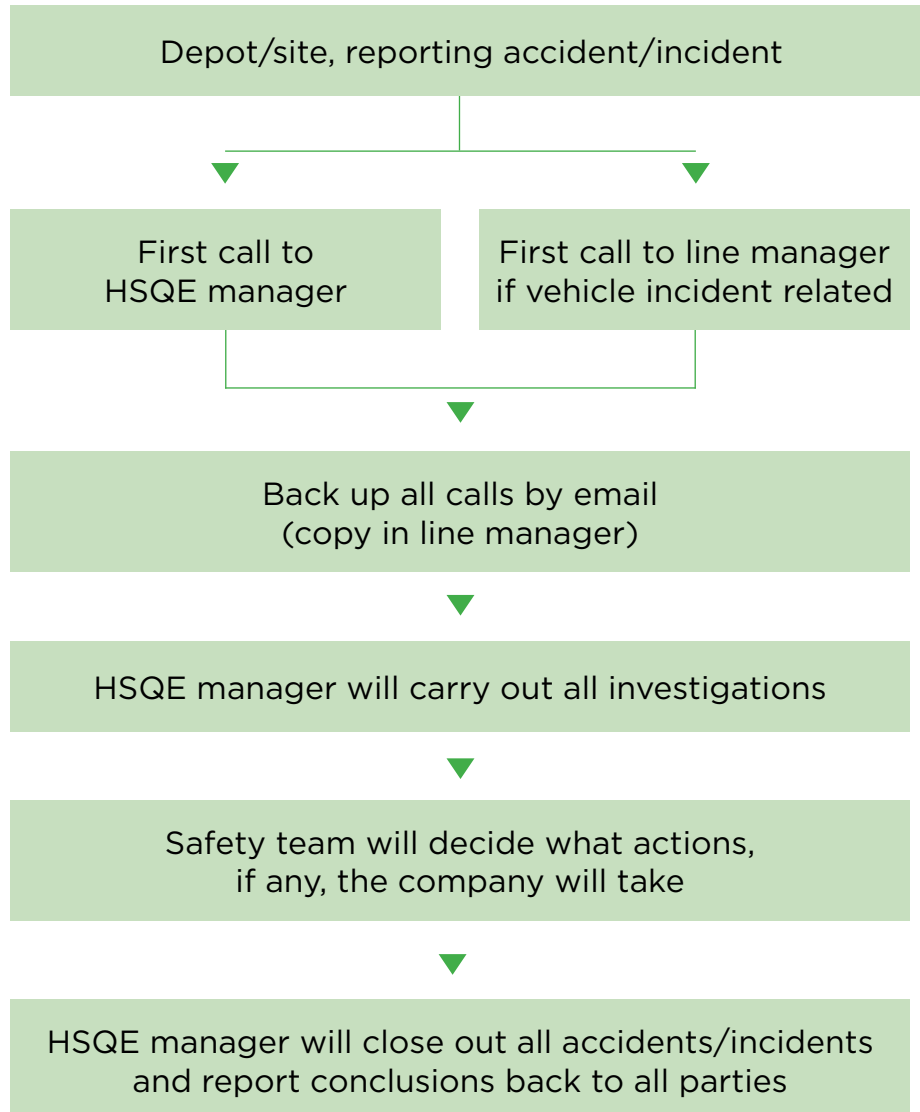 Depot/site, reporting accident/incident
First call to
HSQE manager
First call to line manager
if vehicle incident related
Back up all calls by email
(copy in line manager)
HSQE manager will carry out all investigations
Safety team will decide what actions,
if any, the company will take
HSQE manager will close out all accidents/incidents
and report conclusions back to all parties